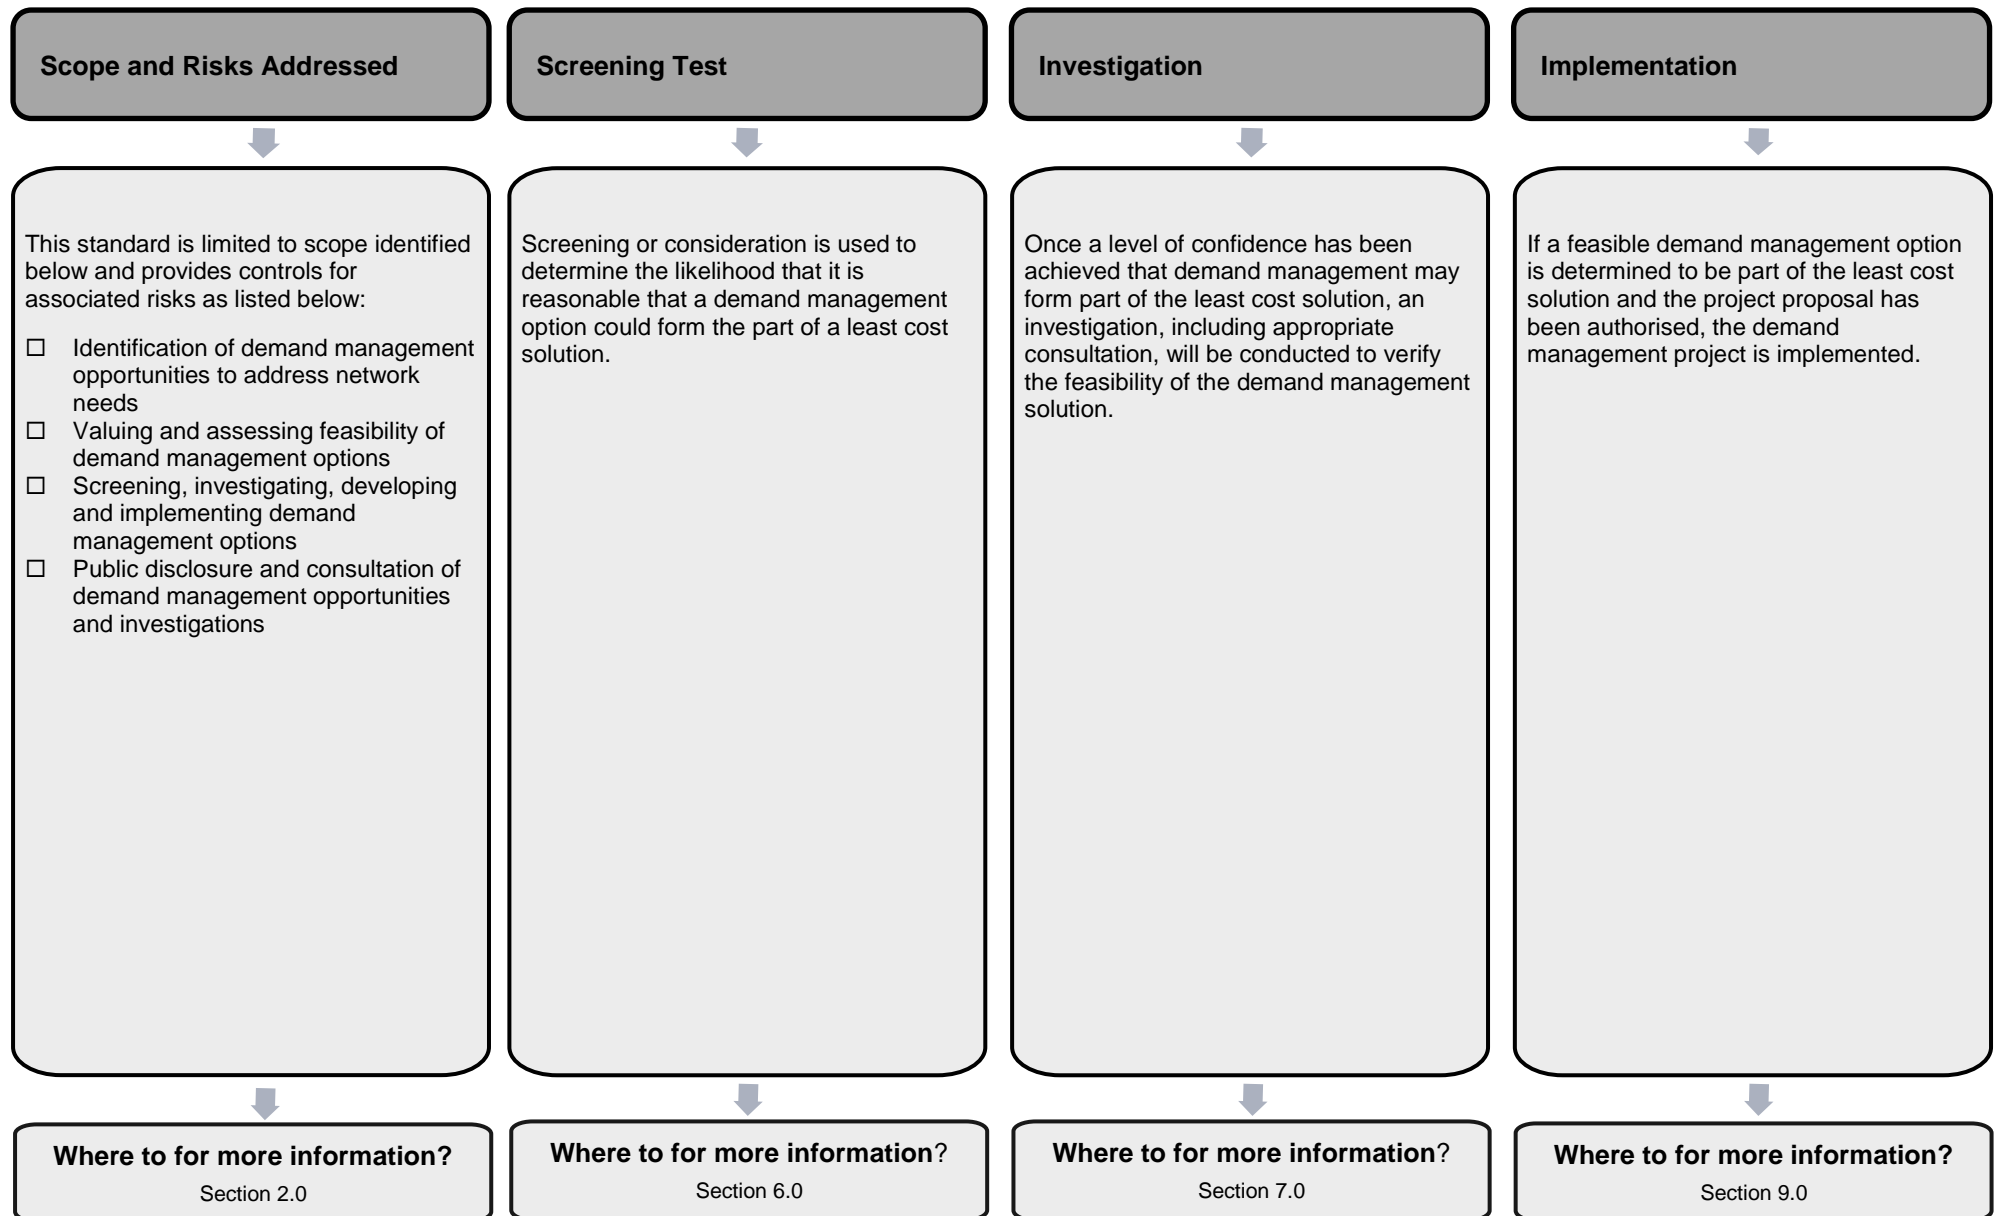 Scope and Risks Addressed
This standard is limited to scope identified
below and provides controls for
associated risks as listed below:
☐ Identification of demand management
opportunities to address network
needs
☐ Valuing and assessing feasibility of
demand management options
☐ Screening, investigating, developing
and implementing demand
management options
☐ Public disclosure and consultation of
demand management opportunities
and investigations
Where to for more information?
Section 2.0
Screening Test
Screening or consideration is used to
determine the likelihood that it is
reasonable that a demand management
option could form the part of a least cost
solution.
Where to for more information?
Section 6.0
Investigation
Once a level of confidence has been
achieved that demand management may
form part of the least cost solution, an
investigation, including appropriate
consultation, will be conducted to verify
the feasibility of the demand management
solution.
Where to for more information?
Section 7.0
Implementation
If a feasible demand management option
is determined to be part of the least cost
solution and the project proposal has
been authorised, the demand
management project is implemented.
Where to for more information?
Section 9.0